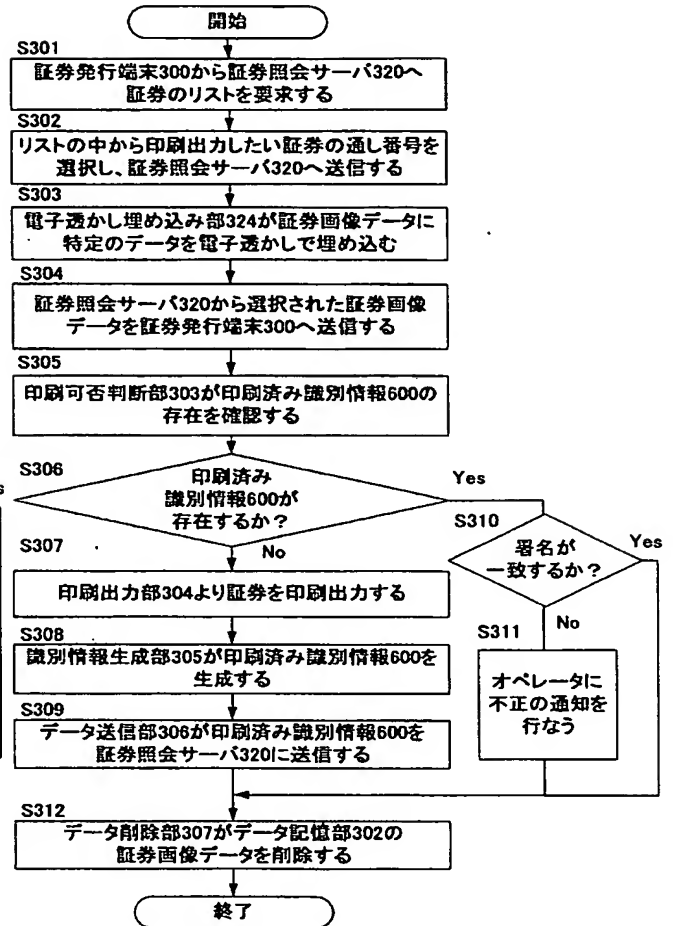 開始
S301
証券発行端末300から証券照会サーバ320へ
証券のリストを要求する
S302
リストの中から印刷出力したい証券の通し番号を
選択し、証券照会サーバ320へ送信する
S303
電子透かし埋め込み部324が証券画像データに
特定のデータを電子透かしで埋め込む
S304
証券照会サーバ320から選択された証券画像
データを証券発行端末300へ送信する
S305
印刷可否判断部303が印刷済み識別情報600の
存在を確認する
S306
印刷済み
識別情報600が
存在するか？
Yes
No
S307
印刷出力部304より証券を印刷出力する
S308
識別情報生成部305が印刷済み識別情報600を
生成する
S309
データ送信部306が印刷済み識別情報600を
証券照会サーバ320に送信する
S310
署名が
一致するか？
Yes
No
S311
オペレータに
不正の通知を
行なう
S312
データ削除部307がデータ記憶部302の
証券画像データを削除する
終了